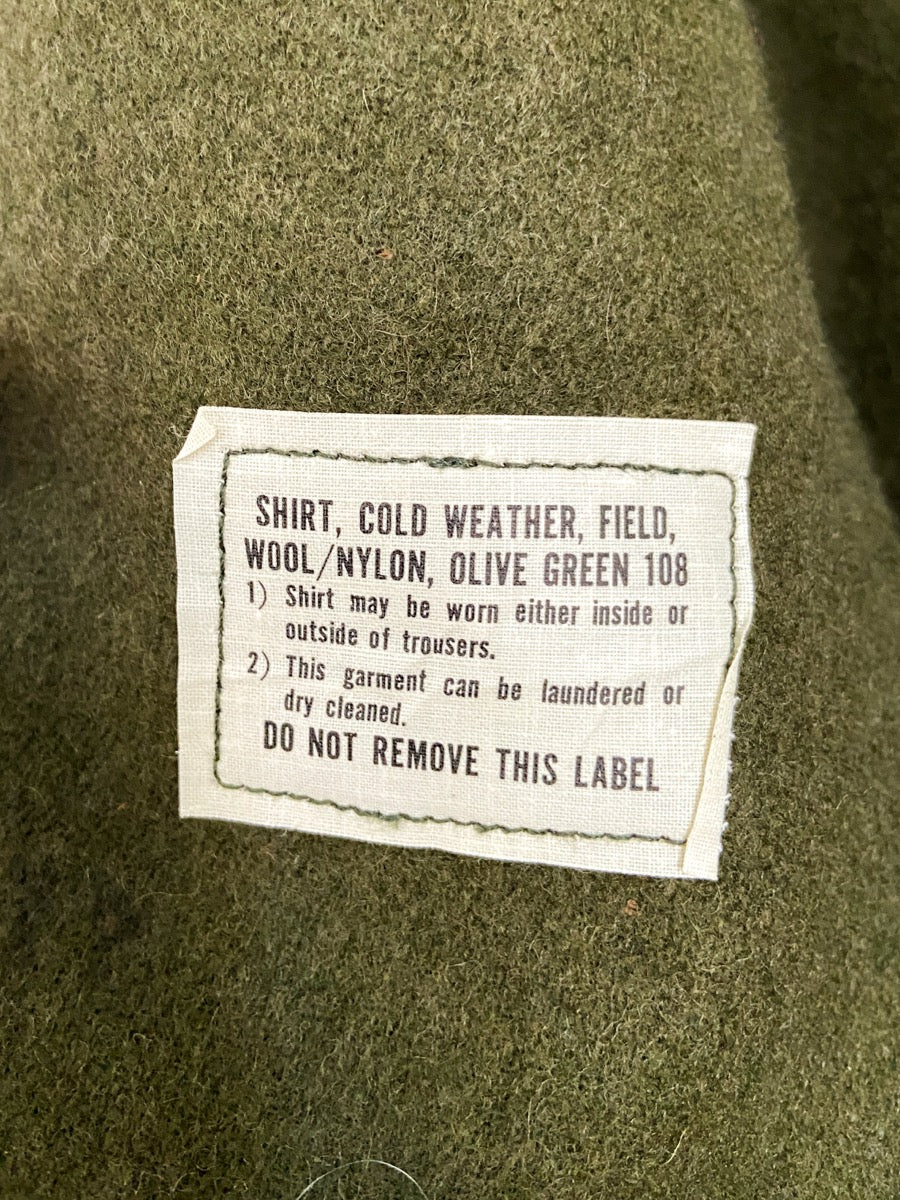 SHIRT, COLD WEATHER, FIELD,
WOOL/NYLON, OLIVE GREEN 108
1) Shirt may be worn either inside or
outside of trousers.
2) This garment can be laundered or
dry cleaned.
DO NOT REMOVE THIS LABEL